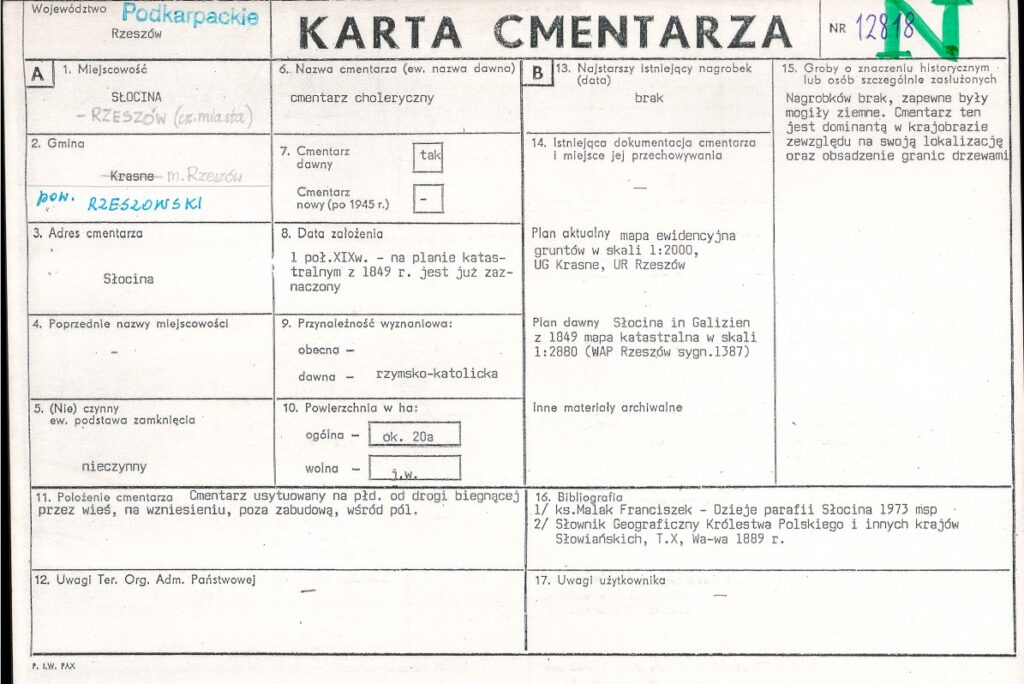 Województwo
Podkarpackie
Rzeszów
KARTA CMENTARZA
NR 12818
N
A
1. Miejscowość
SŁOCINA
- RZESZÓW (cz. miasta)
2. Gmina
Krasne m. Rzeszów
pow. RZESZOWSKI
3. Adres cmentarza
Słocina
4. Poprzednie nazwy miejscowości
-
5. (Nie) czynny
ew. podstawa zamknięcia
nieczynny
6. Nazwa cmentarza (ew. nazwa dawna)
cmentarz choleryczny
7. Cmentarz
dawny
tak
Cmentarz
nowy (po 1945 r.)
-
8. Data założenia
1 poł.XIXw. - na planie katas-
tralnym z 1849 r. jest już zaz-
naczony
9. Przynależność wyznaniowa:
obecna -
dawna - rzymsko-katolicka
10. Powierzchnia w ha:
ogólna - ok. 20a
wolna - j.w.
B
13. Najstarszy istniejący nagrobek
(data)
brak
14. Istniejąca dokumentacja cmentarza
i miejsce jej przechowywania
-
Plan aktualny mapa ewidencyjna
gruntów w skali 1:2000,
UG Krasne, UR Rzeszów
Plan dawny Słocina in Galizien
z 1849 mapa katastralna w skali
1:2880 (WAP Rzeszów sygn.1387)
Inne materiały archiwalne
15. Groby o znaczeniu historycznym
lub osób szczególnie zasłużonych
Nagrobków brak, zapewne były
mogiły ziemne. Cmentarz ten
jest dominantą w krajobrazie
zewzględu na swoją lokalizację
oraz obsadzenie granic drzewami
11. Położenie cmentarza Cmentarz usytuowany na płd. od drogi biegnącej
przez wieś, na wzniesieniu, poza zabudową, wśród pól.
12. Uwagi Ter. Org. Adm. Państwowej
-
16. Bibliografia
1/ ks.Malak Franciszek - Dzieje parafii Słocina 1973 msp
2/ Słownik Geograficzny Królestwa Polskiego i innych krajów
Słowiańskich, T.X, Wa-wa 1889 r.
17. Uwagi użytkownika
-
P. I.W. PAX